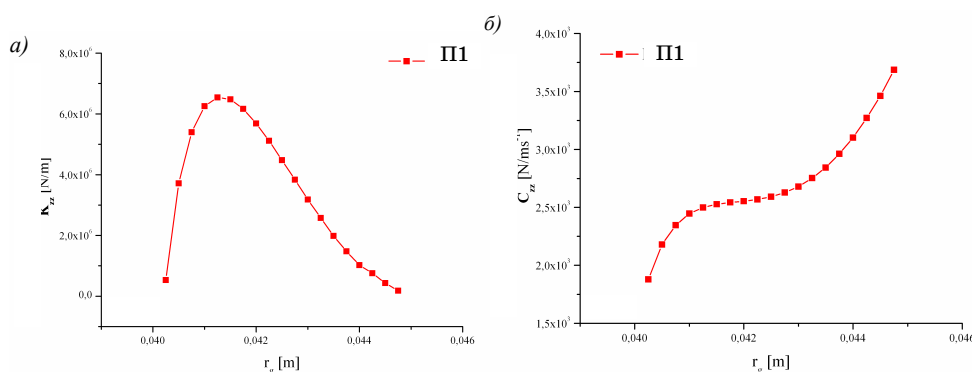 а)
8,0x10⁶
6,0x10⁶
4,0x10⁶
2,0x10⁶
0,0
K_zz [N/m]
П1
0,040
0,042
0,044
0,046
r_g [m]
б)
4,0x10³
3,5x10³
3,0x10³
2,5x10³
2,0x10³
1,5x10³
C_zz [N/ms⁻¹]
П1
0,040
0,042
0,044
0,046
r_g [m]